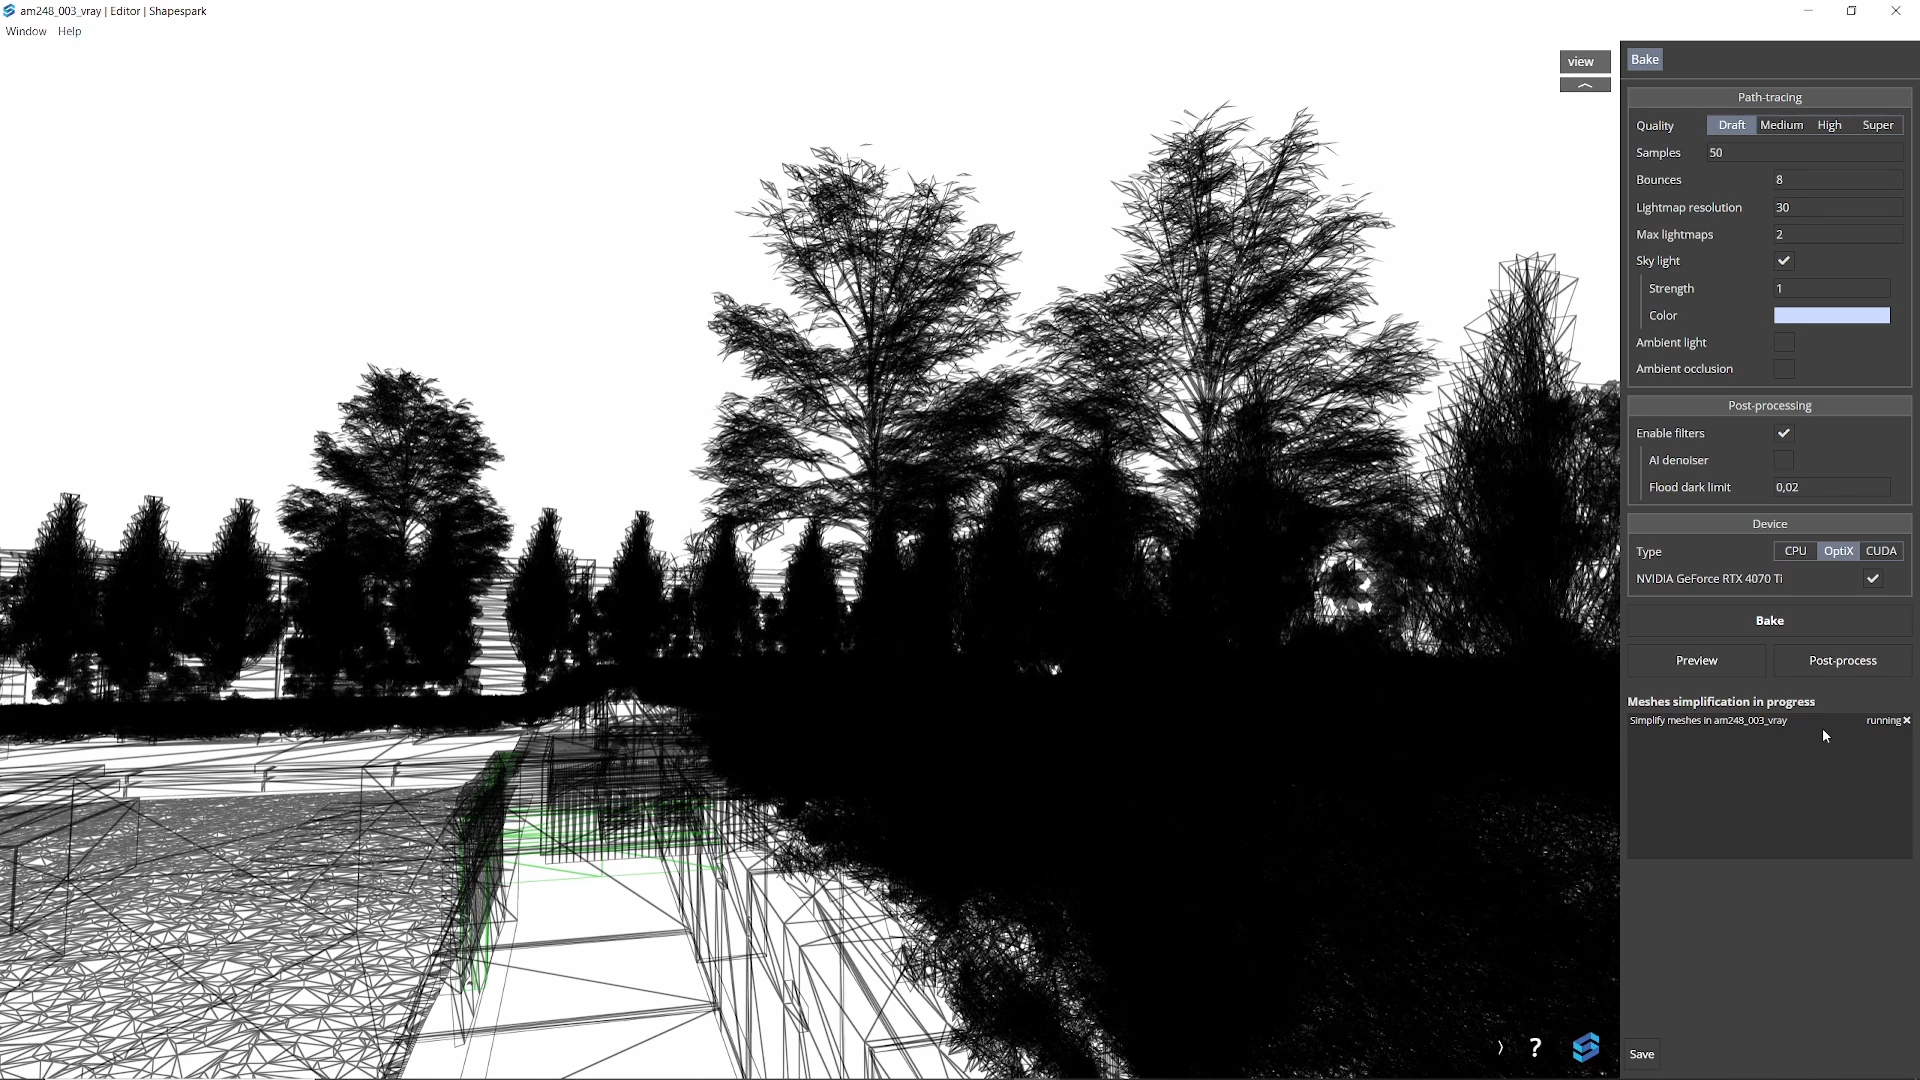 am248_003_vray | Editor | Shapespark
Window Help
view
Bake
Path-tracing
Quality Draft Medium High Super
Samples 50
Bounces 8
Lightmap resolution 30
Max lightmaps 2
Sky light
Strength 1
Color
Ambient light
Ambient occlusion
Post-processing
Enable filters
AI denoiser
Flood dark limit 0,02
Device
Type CPU OptiX CUDA
NVIDIA GeForce RTX 4070 Ti
Bake
Preview Post-process
Meshes simplification in progress
Simplify meshes in am248_003_vray running
?
Save